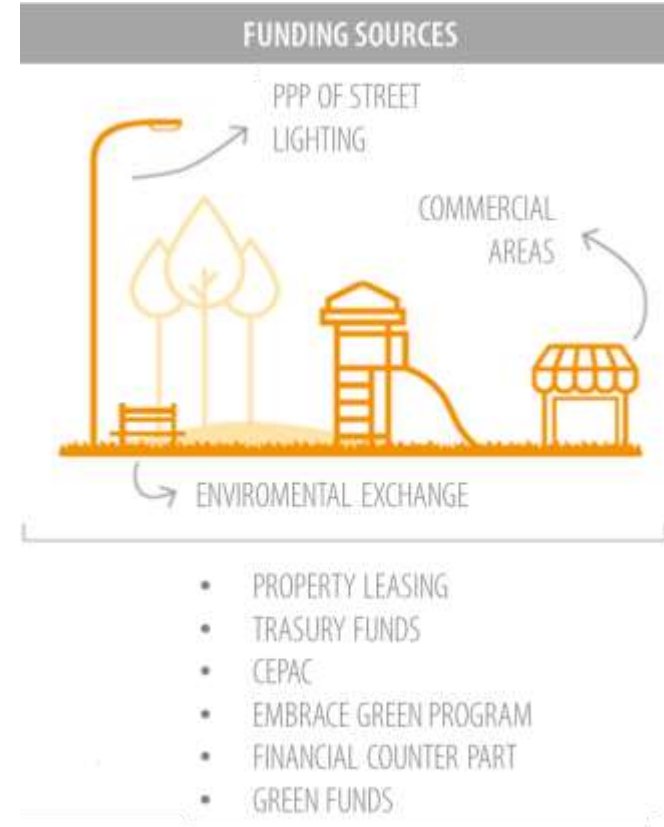 FUNDING SOURCES
PPP OF STREET
LIGHTING
COMMERCIAL
AREAS
ENVIROMENTAL EXCHANGE
• PROPERTY LEASING
• TRASURY FUNDS
• CEPAC
• EMBRACE GREEN PROGRAM
• FINANCIAL COUNTER PART
• GREEN FUNDS